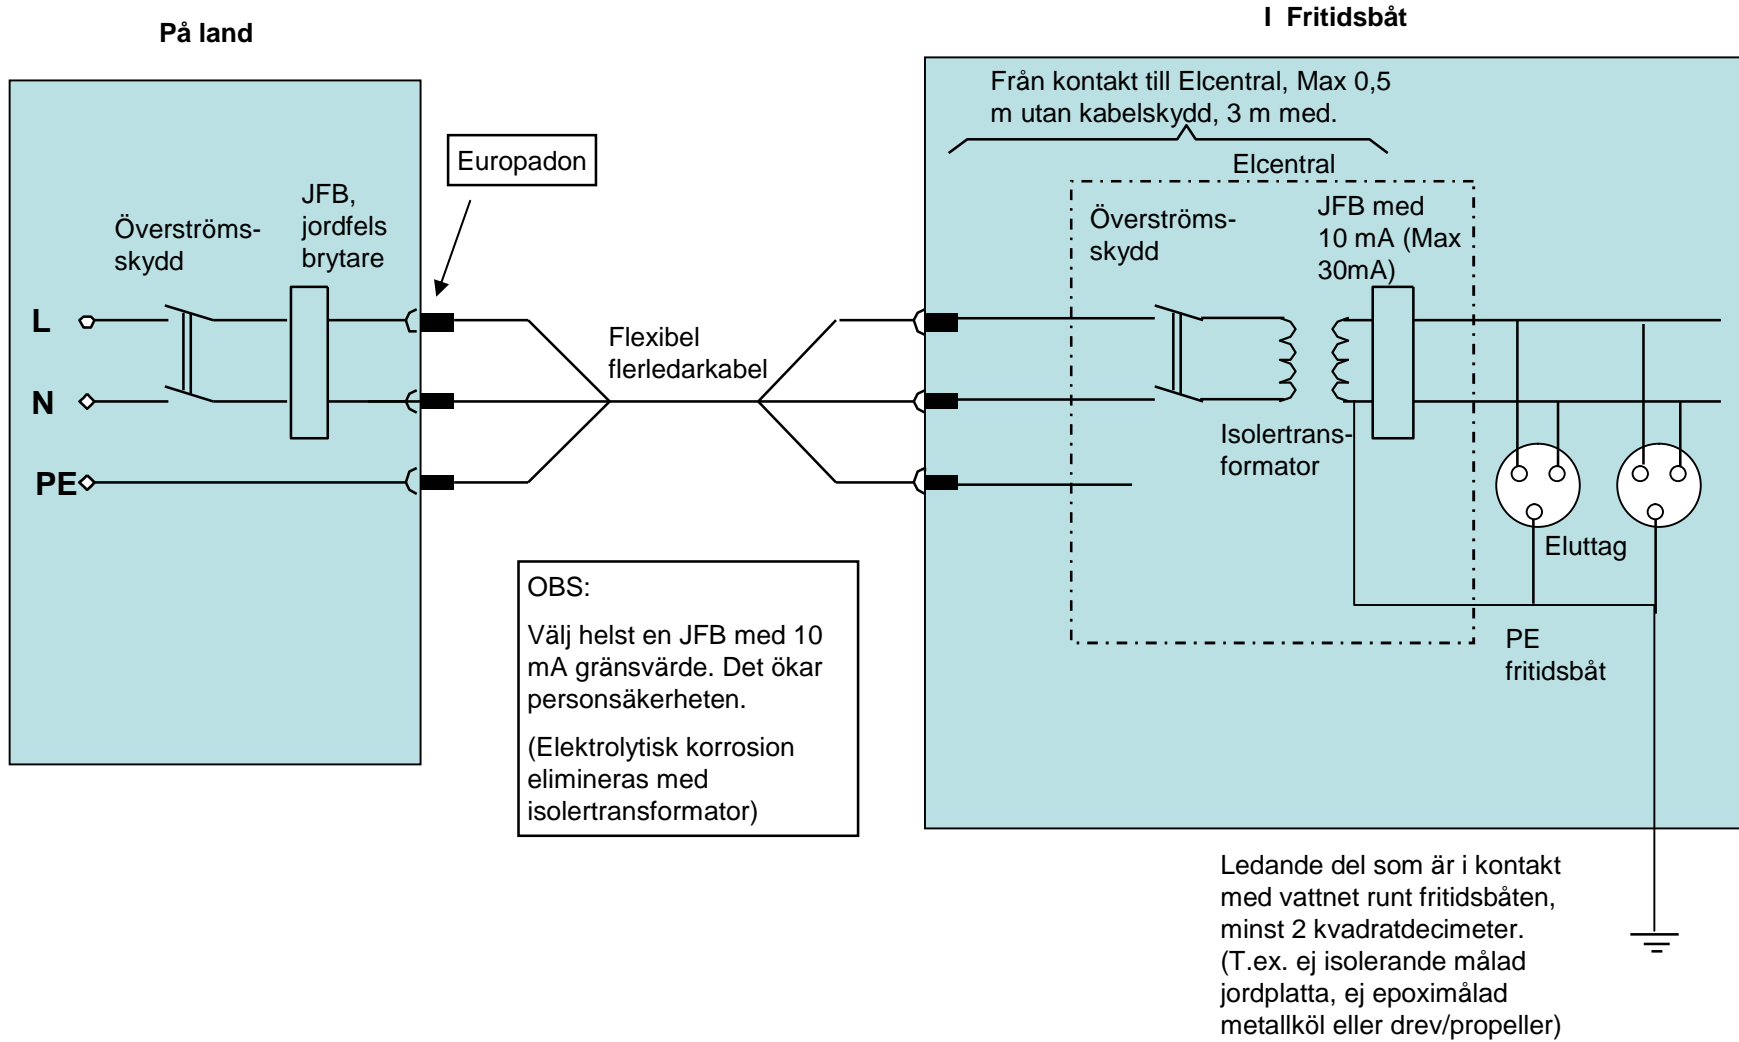 På land
I Fritidsbåt
Från kontakt till Elcentral, Max 0,5
m utan kabelskydd, 3 m med.
Europadon
Elcentral
JFB,
jordfels
brytare
Överströms-
skydd
Överströms-
skydd
JFB med
10 mA (Max
30mA)
L
N
PE
Flexibel
flerledarkabel
Isolertrans-
formator
Eluttag
PE
fritidsbåt
OBS:
Välj helst en JFB med 10
mA gränsvärde. Det ökar
personsäkerheten.
(Elektrolytisk korrosion
elimineras med
isolertransformator)
Ledande del som är i kontakt
med vattnet runt fritidsbåten,
minst 2 kvadratdecimeter.
(T.ex. ej isolerande målad
jordplatta, ej epoximålad
metallköl eller drev/propeller)